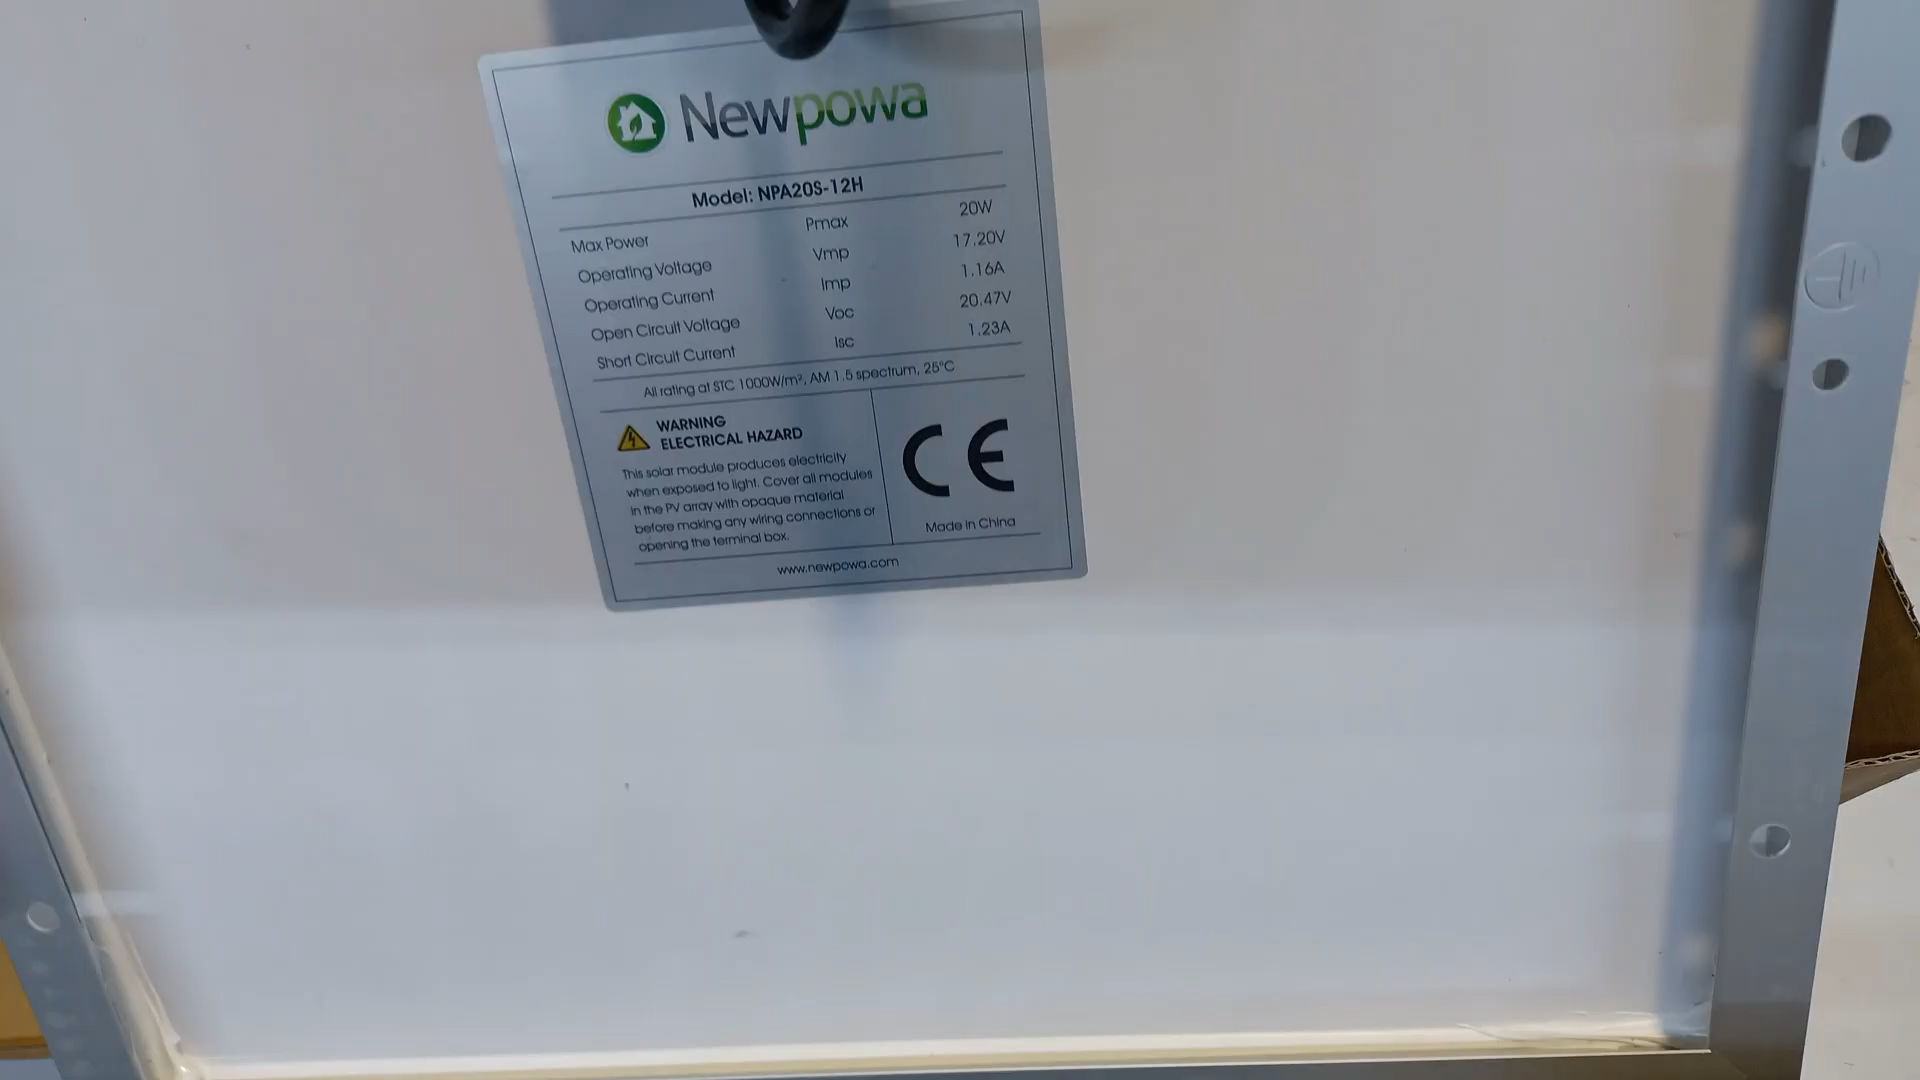 Newpowa
Model: NPA20S-12H
Max Power Pmax 20W
Operating Voltage Vmp 17.20V
Operating Current Imp 1.16A
Open Circuit Voltage Voc 20.47V
Short Circuit Current Isc 1.23A
All rating at STC 1000W/m², AM 1.5 spectrum, 25°C
WARNING
ELECTRICAL HAZARD
This solar module produces electricity
when exposed to light. Cover all modules
in the PV array with opaque material
before making any wiring connections or
opening the terminal box.
CE
Made in China
www.newpowa.com